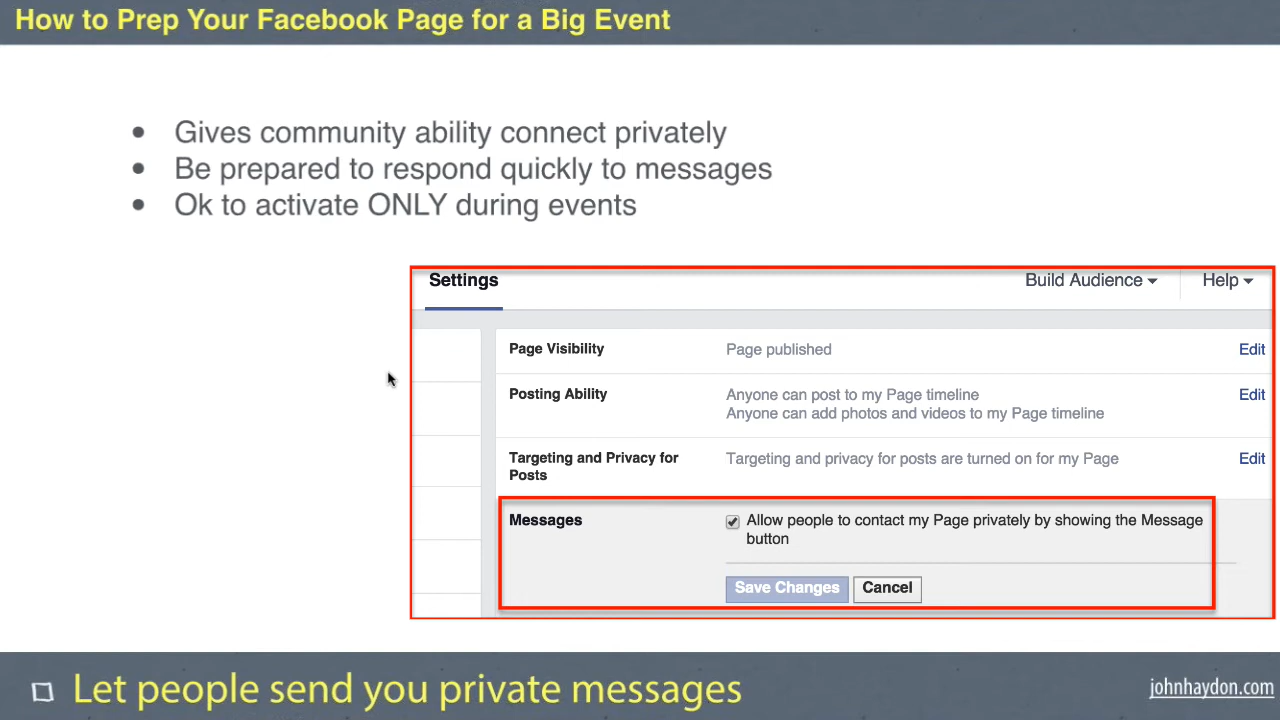 How to Prep Your Facebook Page for a Big Event
• Gives community ability connect privately
• Be prepared to respond quickly to messages
• Ok to activate ONLY during events
Settings
Build Audience
Help
Page Visibility
Page published
Edit
Posting Ability
Anyone can post to my Page timeline
Anyone can add photos and videos to my Page timeline
Edit
Targeting and Privacy for
Posts
Targeting and privacy for posts are turned on for my Page
Edit
Messages
Allow people to contact my Page privately by showing the Message
button
Save Changes
Cancel
Let people send you private messages
johnhaydon.com